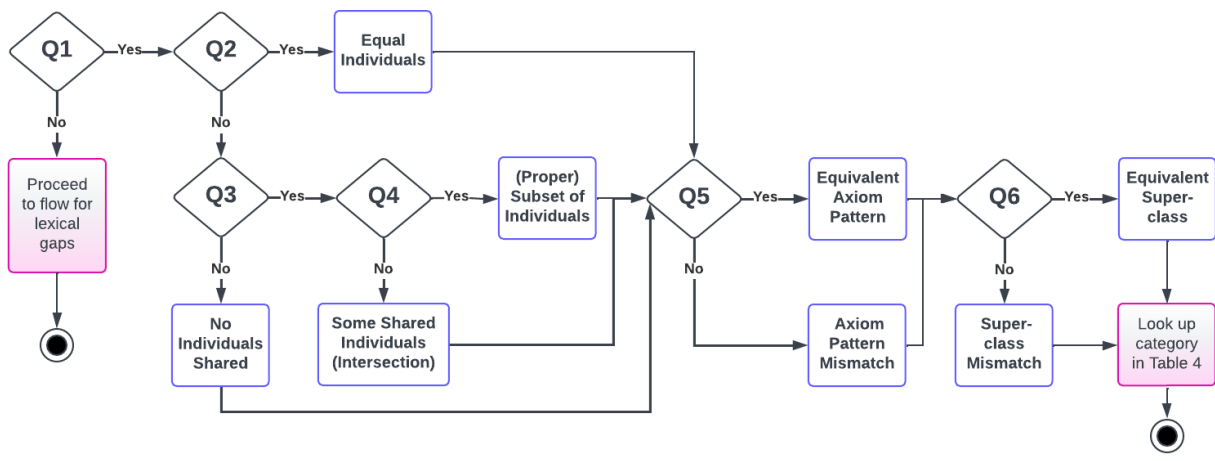 Q1
Yes
Q2
Yes
Equal
Individuals
No
No
Proceed
to flow for
lexical
gaps
Q3
Yes
Q4
Yes
(Proper)
Subset of
Individuals
Q5
Yes
Equivalent
Axiom
Pattern
Q6
Yes
Equivalent
Super-
class
No
No
No
No
No
Individuals
Shared
Some Shared
Individuals
(Intersection)
Axiom
Pattern
Mismatch
Super-
class
Mismatch
Look up
category
in Table 4